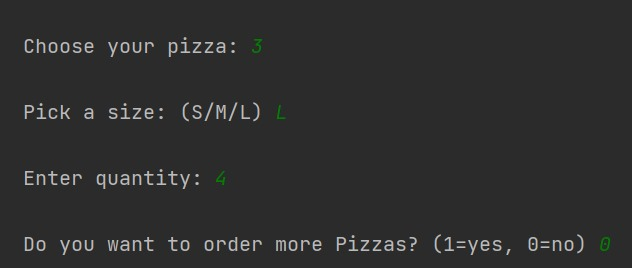 Choose your pizza: 3
Pick a size: (S/M/L) L
Enter quantity: 4
Do you want to order more Pizzas? (1=yes, 0=no) 0